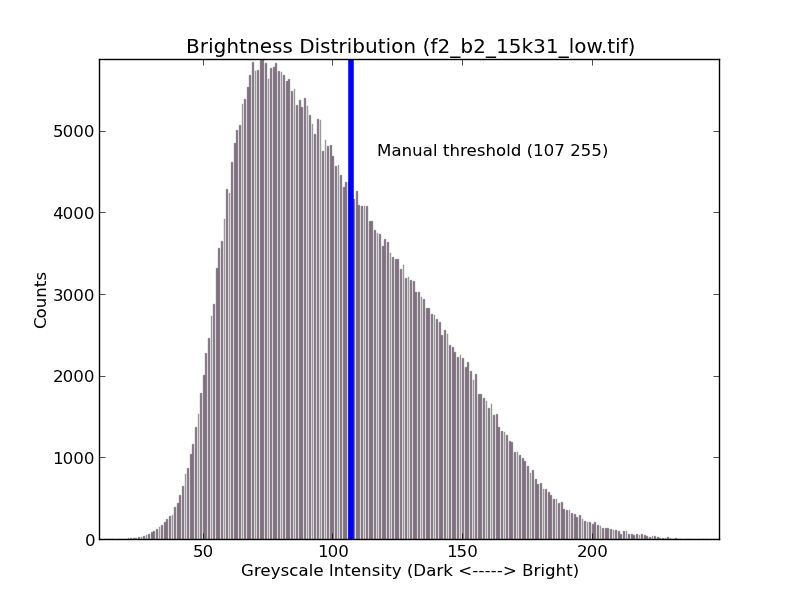 Brightness Distribution (f2_b2_15k31_low.tif)
Manual threshold (107 255)
Counts
5000
4000
3000
2000
1000
0
50
100
150
200
Greyscale Intensity (Dark <-----> Bright)